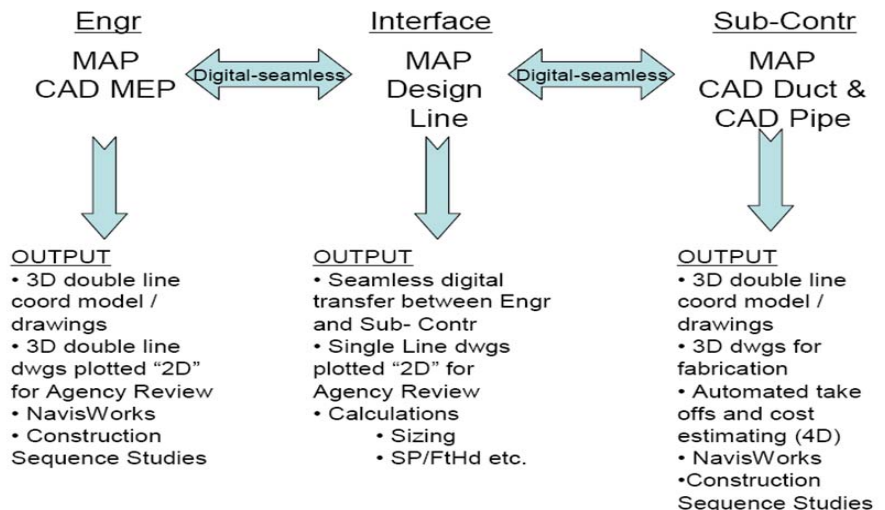 Engr
MAP
CAD MEP
Digital-seamless
Interface
MAP
Design
Line
Digital-seamless
Sub-Contr
MAP
CAD Duct &
CAD Pipe
OUTPUT
• 3D double line
coord model /
drawings
• 3D double line
dwgs plotted “2D”
for Agency Review
• NavisWorks
• Construction
Sequence Studies
OUTPUT
• Seamless digital
transfer between Engr
and Sub- Contr
• Single Line dwgs
plotted “2D” for
Agency Review
• Calculations
• Sizing
• SP/FtHd etc.
OUTPUT
• 3D double line
coord model /
drawings
• 3D dwgs for
fabrication
• Automated take
offs and cost
estimating (4D)
• NavisWorks
•Construction
Sequence Studies